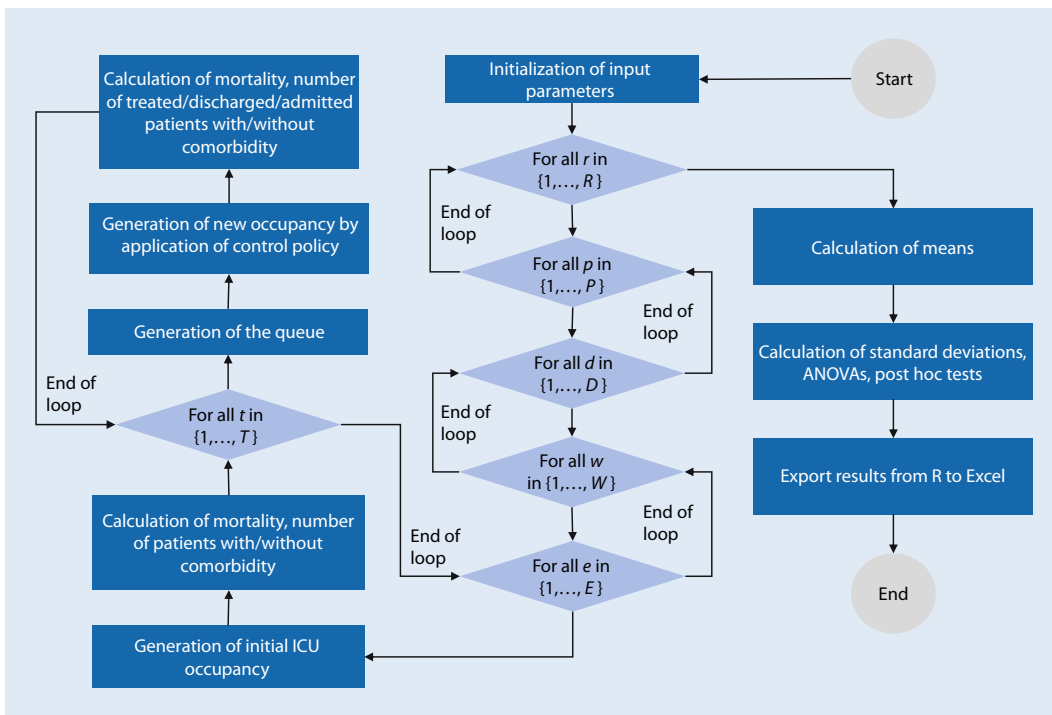 Start
Initialization of input
parameters
For all r in
{1,…, R }
End of
loop
For all p in
{1,…, P }
End of
loop
For all d in
{1,…, D }
End of
loop
For all w
in {1,…, W }
End of
loop
For all e in
{1,…, E }
Generation of initial ICU
occupancy
Calculation of mortality, number
of patients with/without
comorbidity
For all t in
{1,…, T }
End of
loop
Generation of the queue
Generation of new occupancy by
application of control policy
Calculation of mortality, number
of treated/discharged/admitted
patients with/without
comorbidity
End of
loop
Calculation of means
Calculation of standard deviations,
ANOVAs, post hoc tests
Export results from R to Excel
End